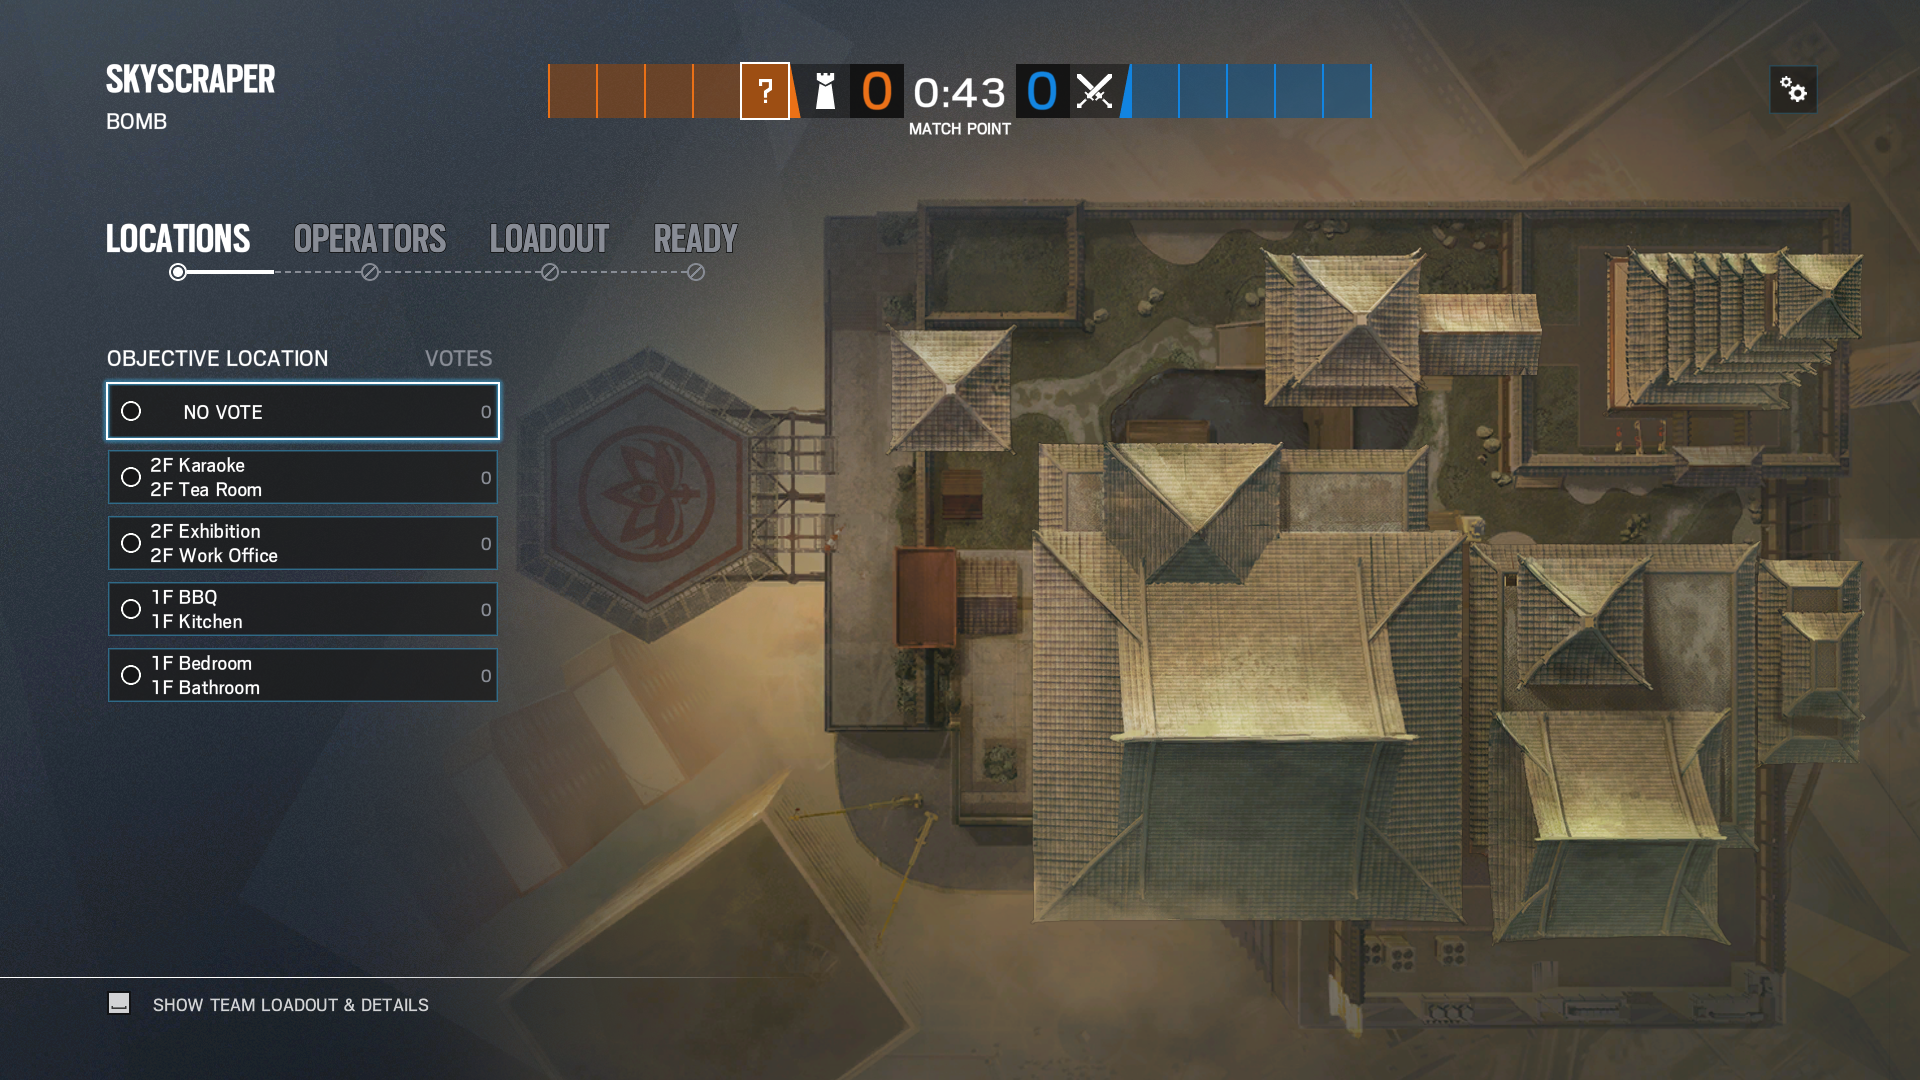 SKYSCRAPER
BOMB
?
0
0:43
0
MATCH POINT
LOCATIONS
OPERATORS
LOADOUT
READY
OBJECTIVE LOCATION
VOTES
NO VOTE
0
2F Karaoke
2F Tea Room
0
2F Exhibition
2F Work Office
0
1F BBQ
1F Kitchen
0
1F Bedroom
1F Bathroom
0
SHOW TEAM LOADOUT & DETAILS